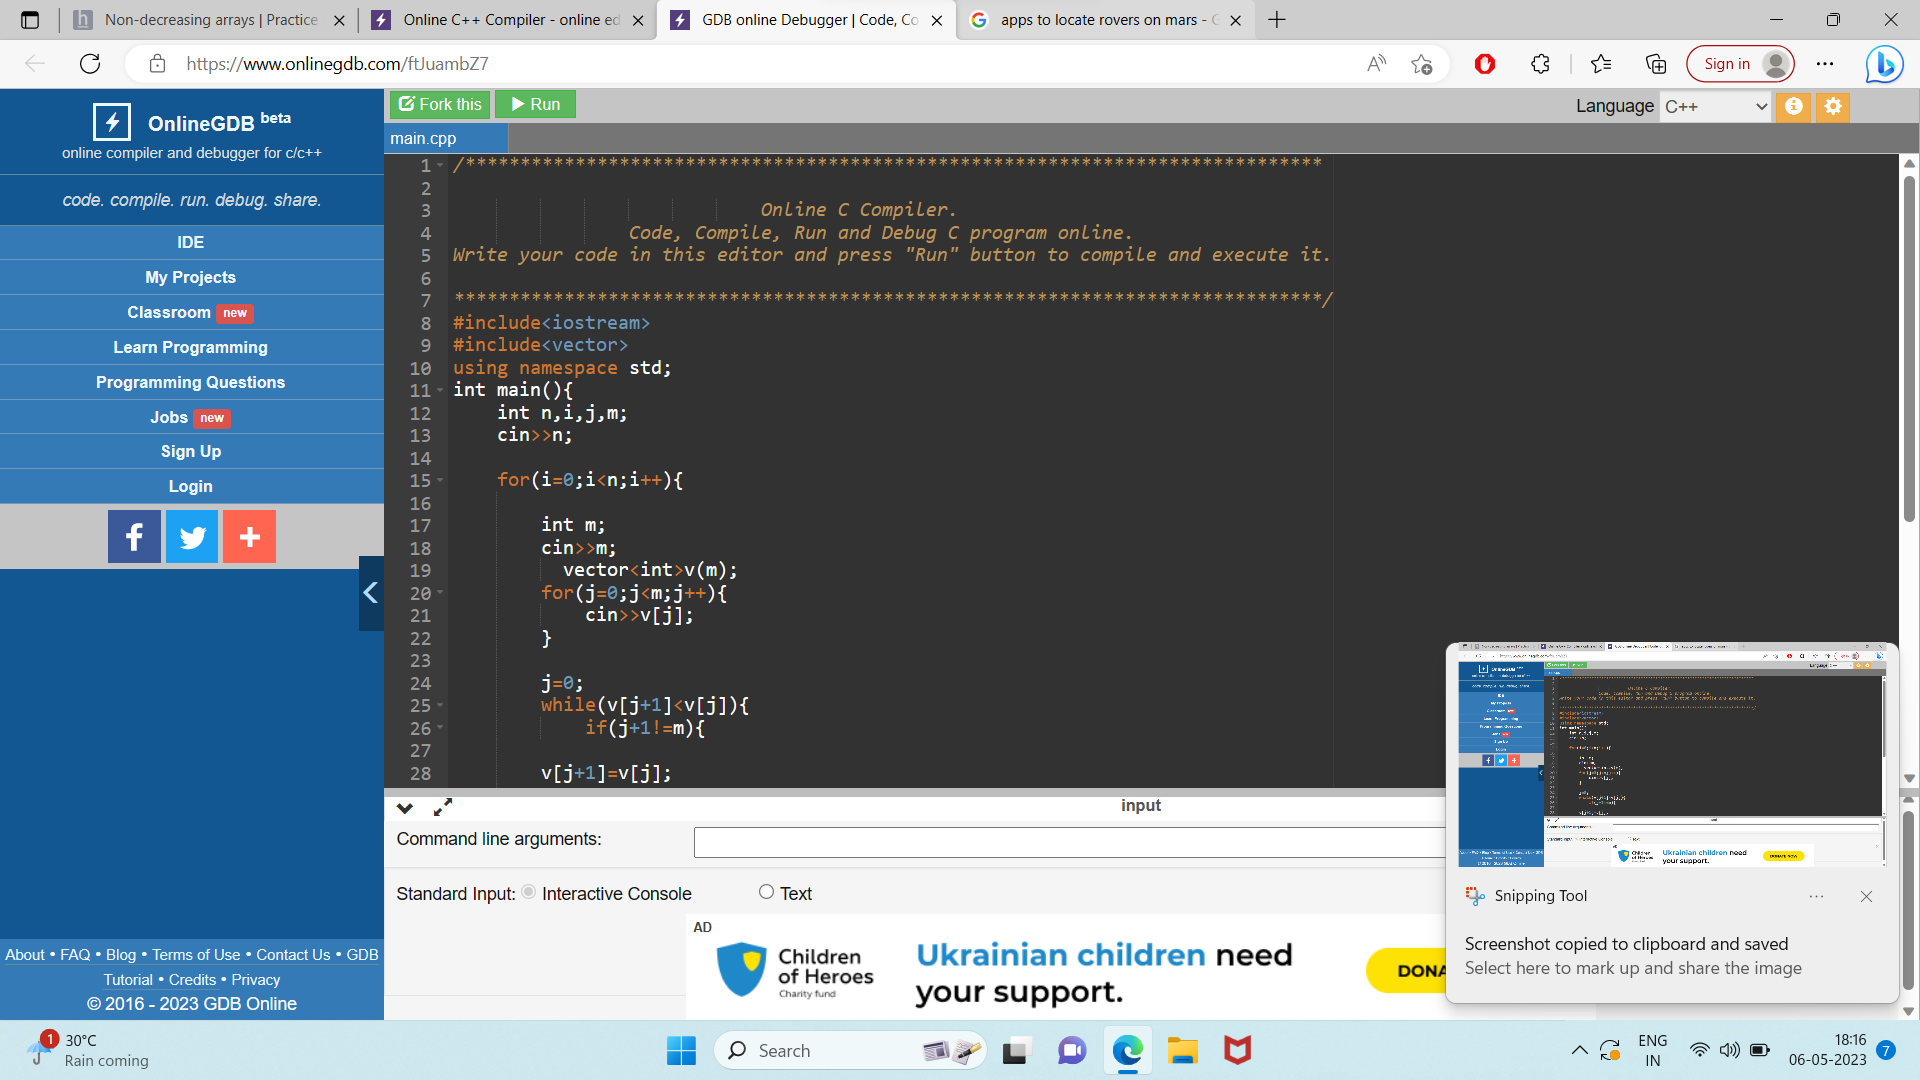 Non-decreasing arrays | Practice
Online C++ Compiler - online ed
GDB online Debugger | Code, Co
apps to locate rovers on mars - G
https://www.onlinegdb.com/ftJuambZ7
Sign in
OnlineGDB beta
online compiler and debugger for c/c++
code. compile. run. debug. share.
IDE
My Projects
Classroom new
Learn Programming
Programming Questions
Jobs new
Sign Up
Login
About • FAQ • Blog • Terms of Use • Contact Us • GDB
Tutorial • Credits • Privacy
© 2016 - 2023 GDB Online
Fork this
Run
Language C++
main.cpp
1 /******************************************************************************
2
3 Online C Compiler.
4 Code, Compile, Run and Debug C program online.
5 Write your code in this editor and press "Run" button to compile and execute it.
6
7 *******************************************************************************/
8 #include<iostream>
9 #include<vector>
10 using namespace std;
11 int main(){
12 int n,i,j,m;
13 cin>>n;
14
15 for(i=0;i<n;i++){
16
17 int m;
18 cin>>m;
19 vector<int>v(m);
20 for(j=0;j<m;j++){
21 cin>>v[j];
22 }
23
24 j=0;
25 while(v[j+1]<v[j]){
26 if(j+1!=m){
27
28 v[j+1]=v[j];
input
Command line arguments:
Standard Input: Interactive Console Text
AD
Children
of Heroes
Charity fund
Ukrainian children need
your support.
DONA
Snipping Tool
Screenshot copied to clipboard and saved
Select here to mark up and share the image
1
30°C
Rain coming
Search
ENG
IN
18:16
06-05-2023
7